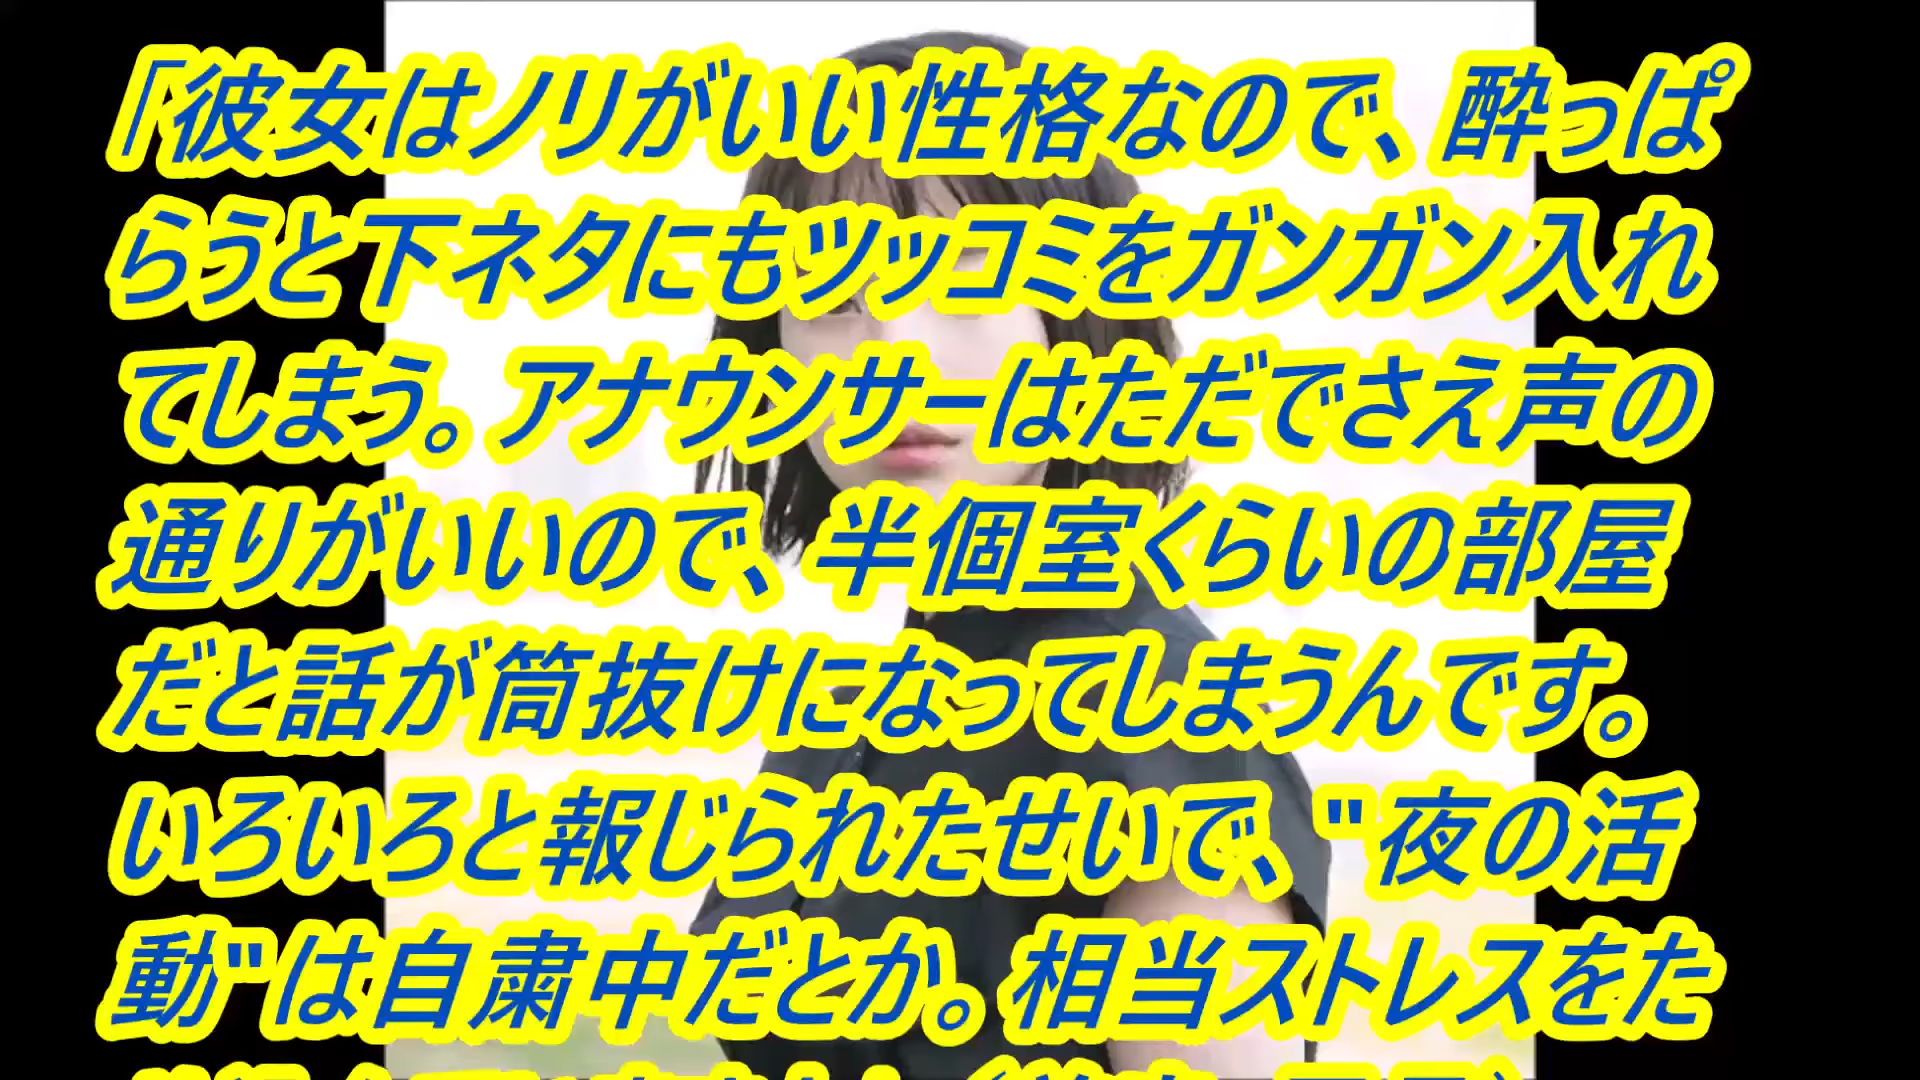 「彼女はノリがいい性格なので、酔っぱ
らうと下ネタにもツッコミをガンガン入れ
てしまう。アナウンサーはただでさえ声の
通りがいいので、半個室くらいの部屋
だと話が筒抜けになってしまうんです。
いろいろと報じられたせいで、"夜の活
動"は自粛中だとか。相当ストレスをた